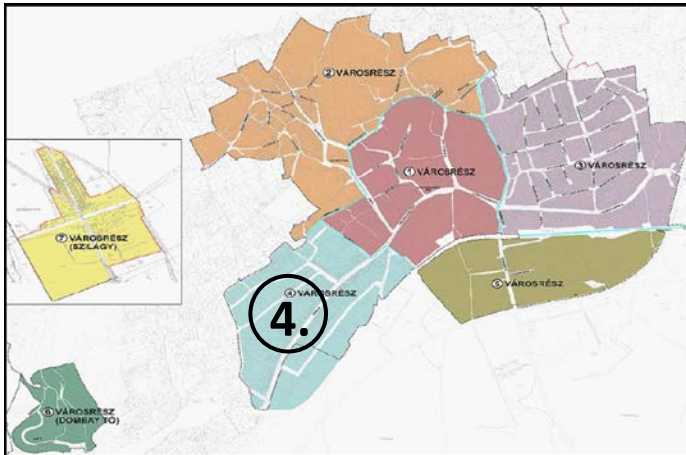 ② VÁROSRÉSZ
① VÁROSRÉSZ
③ VÁROSRÉSZ
⑦ VÁROSRÉSZ
(SZILÁGY)
④ VÁROSRÉSZ
4.
⑤ VÁROSRÉSZ
⑥ VÁROSRÉSZ
(DOMBAY TÓ)